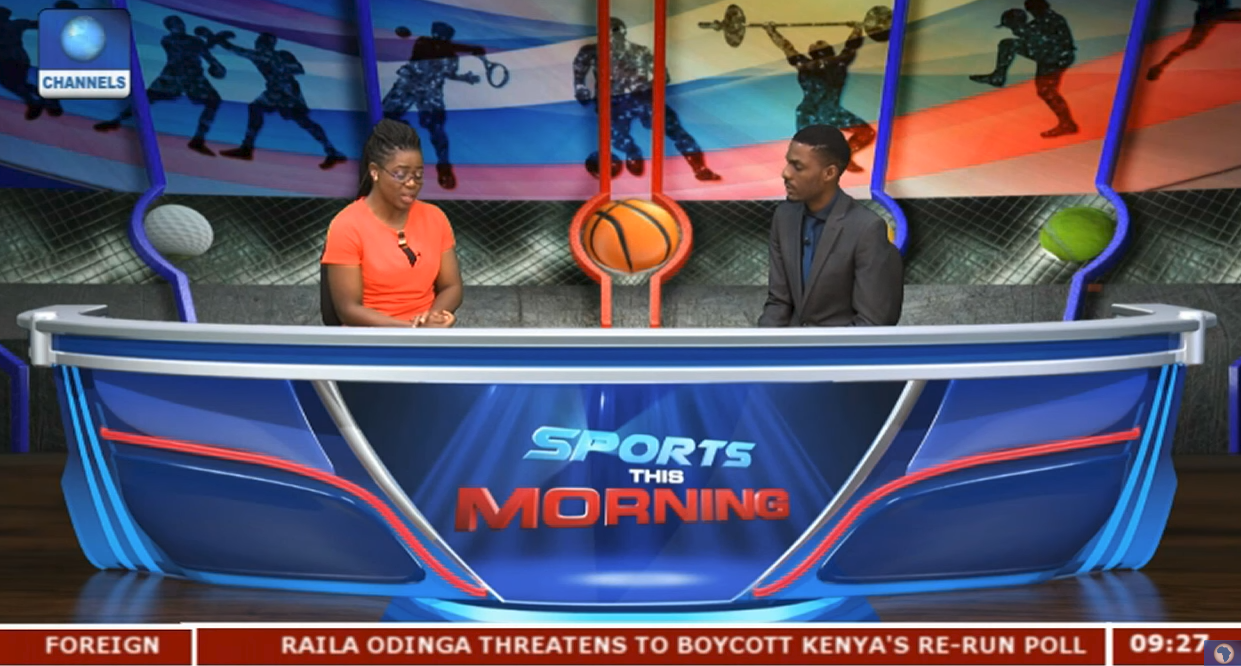 CHANNELS
SPORTS
THIS
MORNING
FOREIGN
RAILA ODINGA THREATENS TO BOYCOTT KENYA'S RE-RUN POLL
09:27